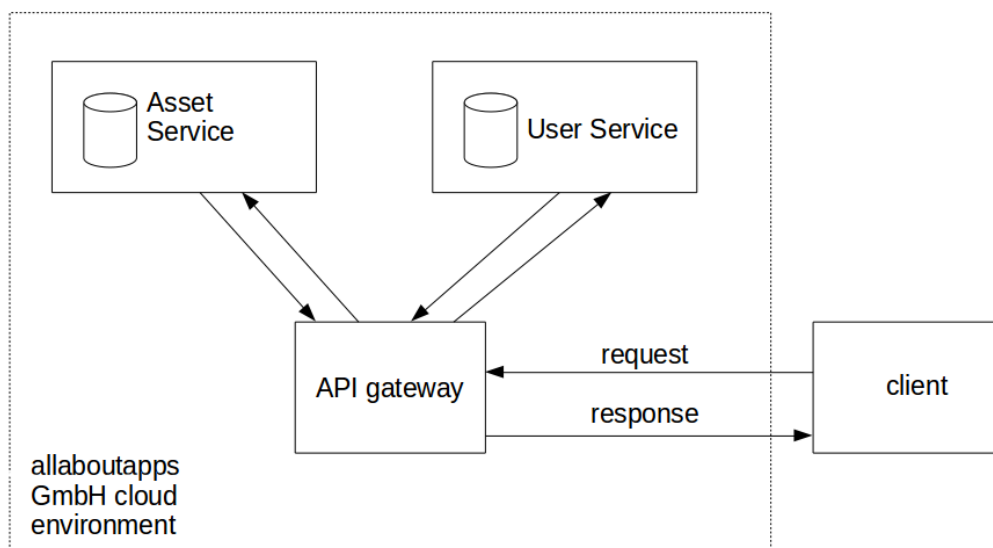 Asset
Service
User Service
request
API gateway
client
response
allaboutapps
GmbH cloud
environment